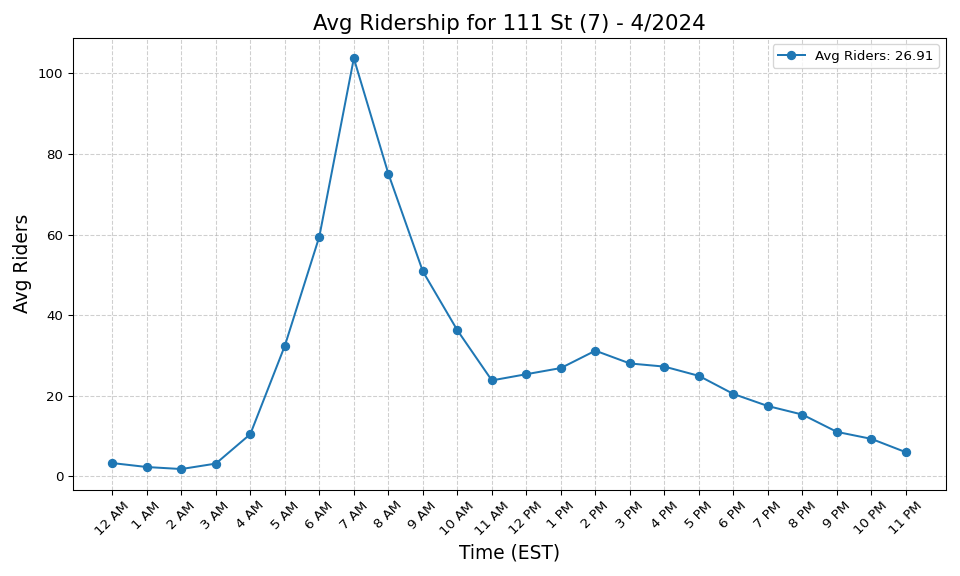 Avg Ridership for 111 St (7) - 4/2024
Avg Riders: 26.91
Avg Riders
100
80
60
40
20
0
12 AM 1 AM 2 AM 3 AM 4 AM 5 AM 6 AM 7 AM 8 AM 9 AM 10 AM 11 AM 12 PM 1 PM 2 PM 3 PM 4 PM 5 PM 6 PM 7 PM 8 PM 9 PM 10 PM 11 PM
Time (EST)